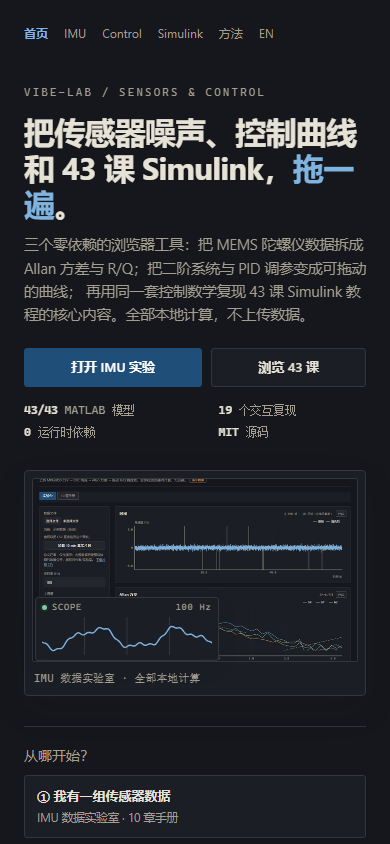 首页 IMU Control Simulink 方法 EN
VIBE-LAB / SENSORS & CONTROL
把传感器噪声、控制曲线
和 43 课 Simulink，拖一
遍。
三个零依赖的浏览器工具：把 MEMS 陀螺仪数据拆成
Allan 方差与 R/Q；把二阶系统与 PID 调参变成可拖动
的曲线； 再用同一套控制数学复现 43 课 Simulink 教
程的核心内容。全部本地计算，不上传数据。
打开 IMU 实验 浏览 43 课
43/43 MATLAB 模型 19 个交互复现
0 运行时依赖 MIT 源码
SCOPE 100 Hz
IMU 数据实验室 · 全部本地计算
从哪开始？
① 我有一组传感器数据
IMU 数据实验室 · 10 章手册